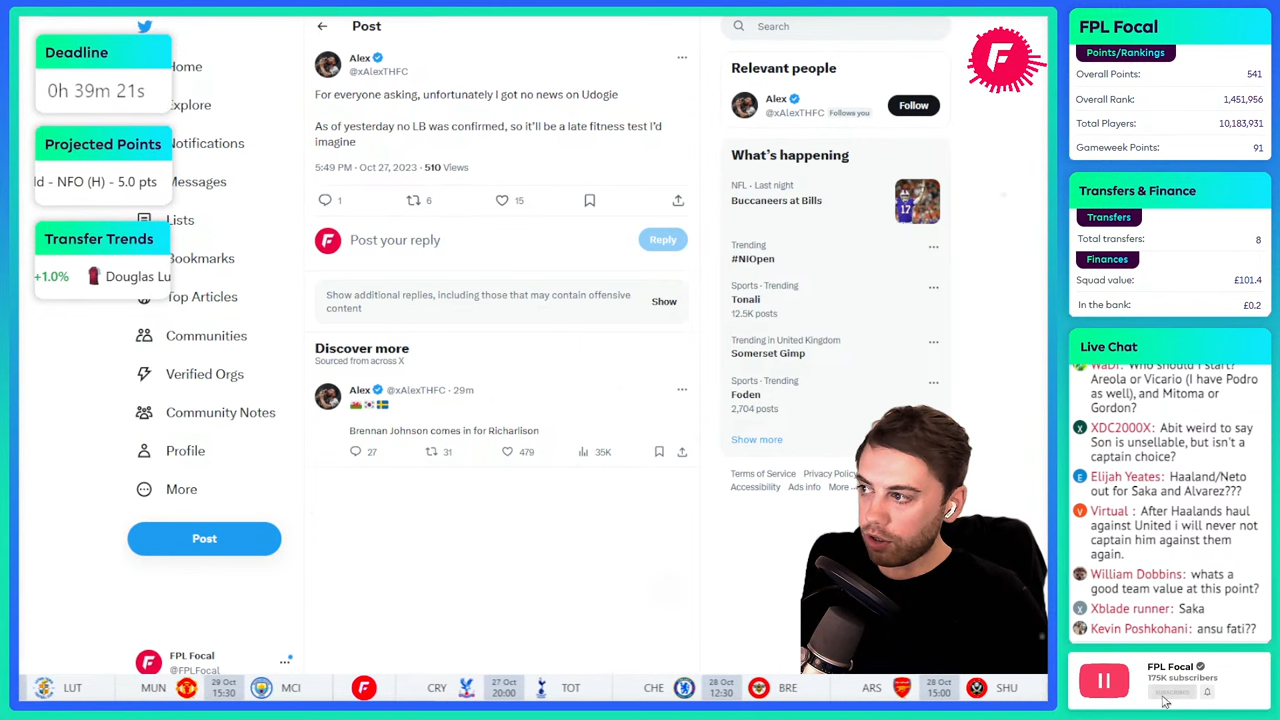 Deadline
0h 39m 21s
Projected Points
ld - NFO (H) - 5.0 pts
Transfer Trends
+1.0% Douglas Lu
Home
Explore
Notifications
Messages
Lists
Bookmarks
Top Articles
Communities
Verified Orgs
Community Notes
Profile
More
Post
FPL Focal
@FPLFocal
Post
Alex
@xAlexTHFC
For everyone asking, unfortunately I got no news on Udogie
As of yesterday no LB was confirmed, so it'll be a late fitness test I'd
imagine
5:49 PM · Oct 27, 2023 · 510 Views
1 6 15
Post your reply
Reply
Show additional replies, including those that may contain offensive
content
Show
Discover more
Sourced from across X
Alex @xAlexTHFC · 29m
Brennan Johnson comes in for Richarlison
27 31 479 35K
Search
Relevant people
Alex
@xAlexTHFC Follows you
Follow
What's happening
NFL · Last night
Buccaneers at Bills
Trending
#NIOpen
Sports · Trending
Tonali
12.5K posts
Trending in United Kingdom
Somerset Gimp
Sports · Trending
Foden
2,704 posts
Show more
Terms of Service Privacy Policy
Accessibility Ads info More
FPL Focal
Points/Rankings
Overall Points: 541
Overall Rank: 1,451,956
Total Players: 10,183,931
Gameweek Points: 91
Transfers & Finance
Transfers
Total transfers: 8
Finances
Squad value: £101.4
In the bank: £0.2
Live Chat
WaDi: Who should I start?
Areola or Vicario (I have Podro
as well), and Mitoma or
Gordon?
XDC2000X: Abit weird to say
Son is unsellable, but isn't a
captain choice?
Elijah Yeates: Haaland/Neto
out for Saka and Alvarez???
Virtual : After Haalands haul
against United i will never not
captain him against them
again.
William Dobbins: whats a
good team value at this point?
Xblade runner: Saka
Kevin Poshkohani: ansu fati??
FPL Focal
175K subscribers
SUBSCRIBED
LUT
MUN 29 Oct 15:30 MCI
CRY 27 Oct 20:00 TOT
CHE 28 Oct 12:30 BRE
ARS 28 Oct 15:00 SHU